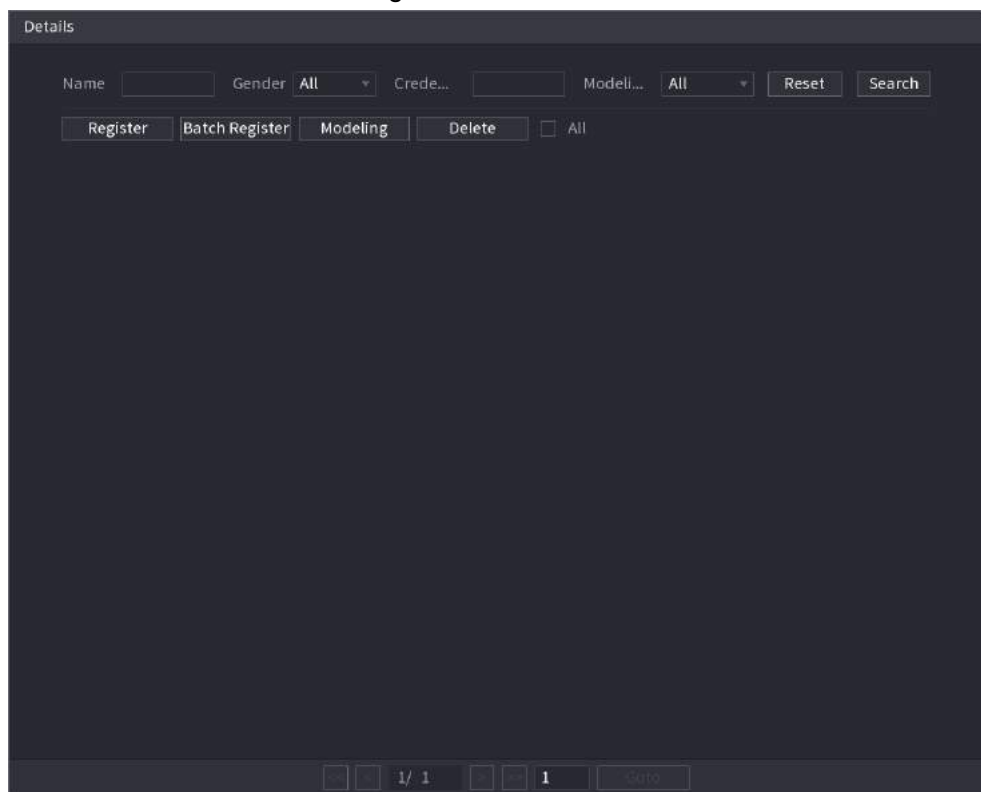 Details
Name Gender All Crede... Modeli... All Reset Search
Register Batch Register Modeling Delete All
1/ 1 1 Goto